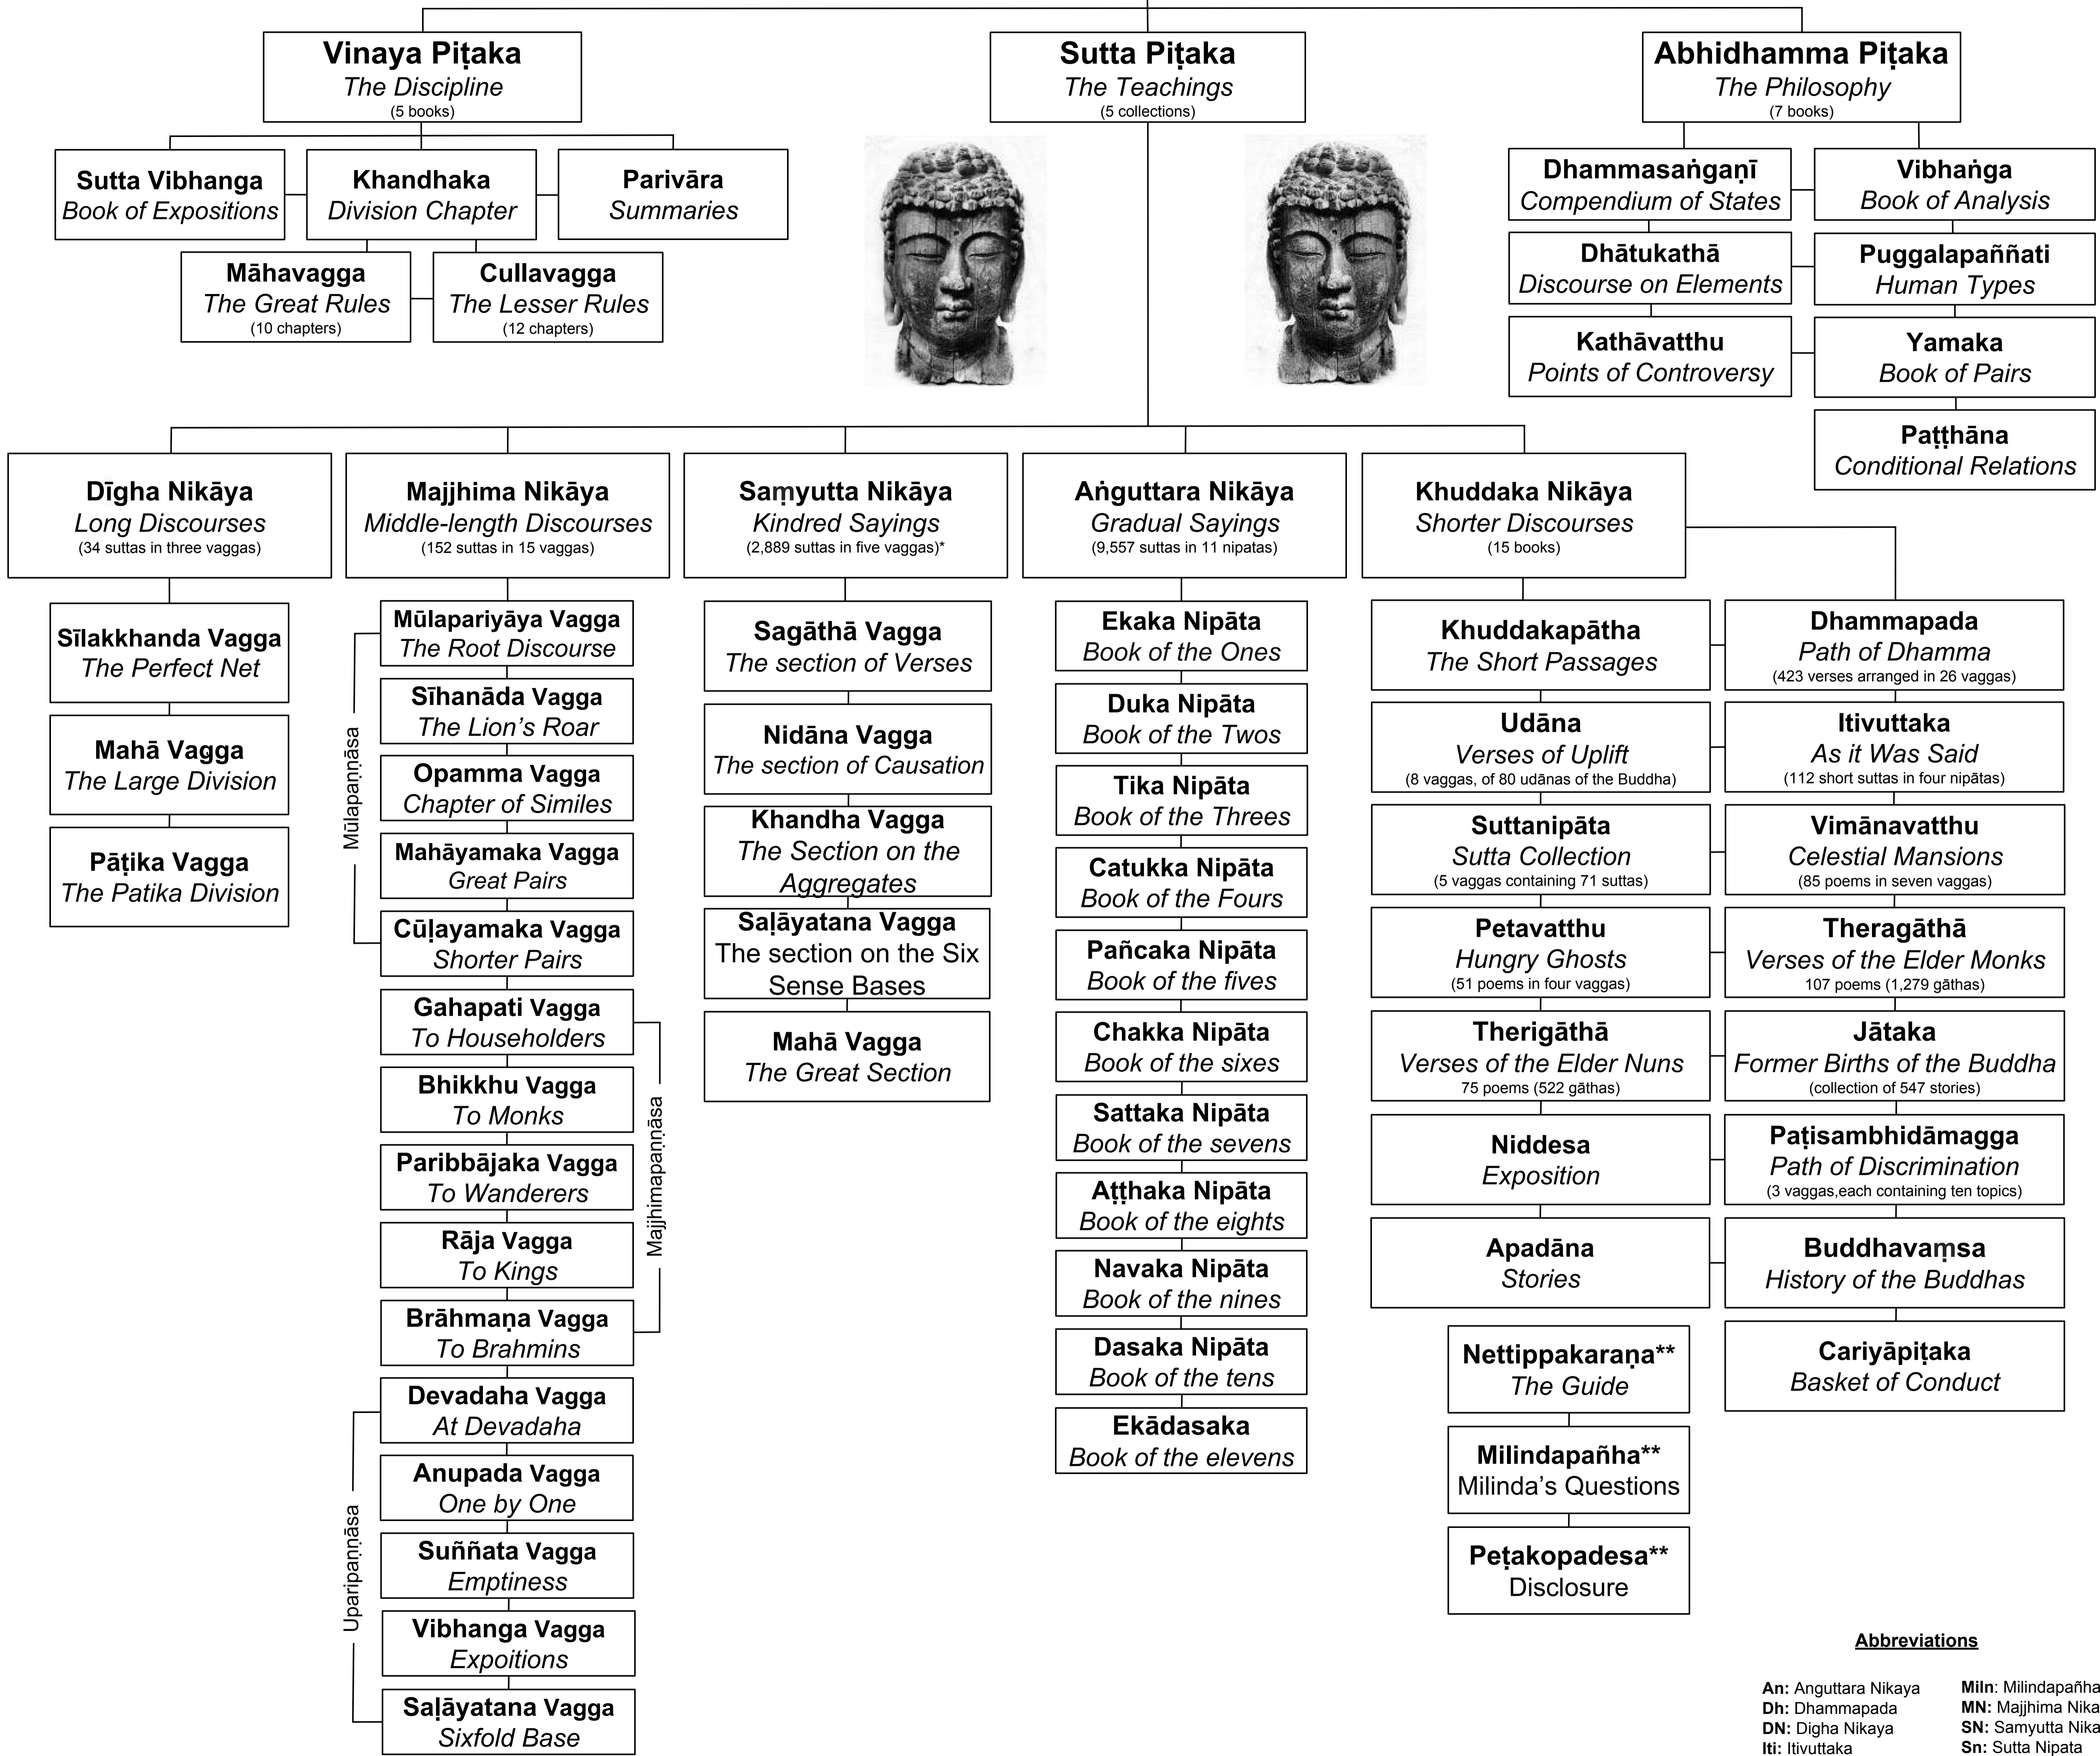 Vinaya Piṭaka
The Discipline
(5 books)
Sutta Piṭaka
The Teachings
(5 collections)
Abhidhamma Piṭaka
The Philosophy
(7 books)
Sutta Vibhanga
Book of Expositions
Khandhaka
Division Chapter
Parivāra
Summaries
Māhavagga
The Great Rules
(10 chapters)
Cullavagga
The Lesser Rules
(12 chapters)
Dhammasaṅgaṇī
Compendium of States
Vibhaṅga
Book of Analysis
Dhātukathā
Discourse on Elements
Puggalapaññati
Human Types
Kathāvatthu
Points of Controversy
Yamaka
Book of Pairs
Paṭṭhāna
Conditional Relations
Dīgha Nikāya
Long Discourses
(34 suttas in three vaggas)
Majjhima Nikāya
Middle-length Discourses
(152 suttas in 15 vaggas)
Saṃyutta Nikāya
Kindred Sayings
(2,889 suttas in five vaggas)*
Aṅguttara Nikāya
Gradual Sayings
(9,557 suttas in 11 nipatas)
Khuddaka Nikāya
Shorter Discourses
(15 books)
Sīlakkhanda Vagga
The Perfect Net
Mahā Vagga
The Large Division
Pāṭika Vagga
The Patika Division
Mūlapaṇṇāsa
Mūlapariyāya Vagga
The Root Discourse
Sīhanāda Vagga
The Lion’s Roar
Opamma Vagga
Chapter of Similes
Mahāyamaka Vagga
Great Pairs
Cūḷayamaka Vagga
Shorter Pairs
Majjhimapaṇṇāsa
Gahapati Vagga
To Householders
Bhikkhu Vagga
To Monks
Paribbājaka Vagga
To Wanderers
Rāja Vagga
To Kings
Brāhmaṇa Vagga
To Brahmins
Uparipaṇṇāsa
Devadaha Vagga
At Devadaha
Anupada Vagga
One by One
Suññata Vagga
Emptiness
Vibhanga Vagga
Expoitions
Saḷāyatana Vagga
Sixfold Base
Sagāthā Vagga
The section of Verses
Nidāna Vagga
The section of Causation
Khandha Vagga
The Section on the
Aggregates
Saḷāyatana Vagga
The section on the Six
Sense Bases
Mahā Vagga
The Great Section
Ekaka Nipāta
Book of the Ones
Duka Nipāta
Book of the Twos
Tika Nipāta
Book of the Threes
Catukka Nipāta
Book of the Fours
Pañcaka Nipāta
Book of the fives
Chakka Nipāta
Book of the sixes
Sattaka Nipāta
Book of the sevens
Aṭṭhaka Nipāta
Book of the eights
Navaka Nipāta
Book of the nines
Dasaka Nipāta
Book of the tens
Ekādasaka
Book of the elevens
Khuddakapātha
The Short Passages
Dhammapada
Path of Dhamma
(423 verses arranged in 26 vaggas)
Udāna
Verses of Uplift
(8 vaggas, of 80 udānas of the Buddha)
Itivuttaka
As it Was Said
(112 short suttas in four nipātas)
Suttanipāta
Sutta Collection
(5 vaggas containing 71 suttas)
Vimānavatthu
Celestial Mansions
(85 poems in seven vaggas)
Petavatthu
Hungry Ghosts
(51 poems in four vaggas)
Theragāthā
Verses of the Elder Monks
107 poems (1,279 gāthas)
Therigāthā
Verses of the Elder Nuns
75 poems (522 gāthas)
Jātaka
Former Births of the Buddha
(collection of 547 stories)
Niddesa
Exposition
Paṭisambhidāmagga
Path of Discrimination
(3 vaggas,each containing ten topics)
Apadāna
Stories
Buddhavaṃsa
History of the Buddhas
Cariyāpiṭaka
Basket of Conduct
Nettippakaraṇa**
The Guide
Milindapañha**
Milinda’s Questions
Peṭakopadesa**
Disclosure
Abbreviations
An: Anguttara Nikaya
Dh: Dhammapada
DN: Digha Nikaya
Iti: Itivuttaka
Miln: Milindapañha
MN: Majjhima Nika
SN: Samyutta Nika
Sn: Sutta Nipata